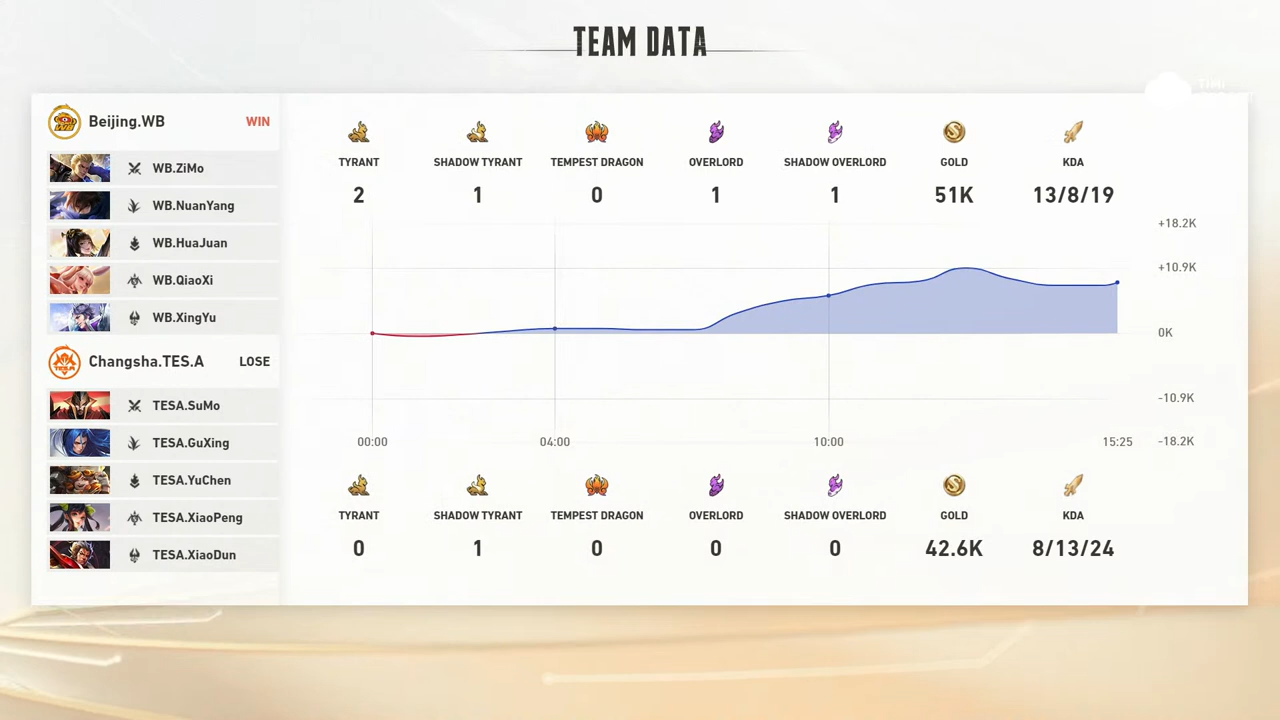 TEAM DATA
Beijing.WB WIN
WB.ZiMo
WB.NuanYang
WB.HuaJuan
WB.QiaoXi
WB.XingYu
Changsha.TES.A LOSE
TESA.SuMo
TESA.GuXing
TESA.YuChen
TESA.XiaoPeng
TESA.XiaoDun
TYRANT SHADOW TYRANT TEMPEST DRAGON OVERLORD SHADOW OVERLORD GOLD KDA
2 1 0 1 1 51K 13/8/19
+18.2K
+10.9K
0K
-10.9K
00:00 04:00 10:00 15:25 -18.2K
TYRANT SHADOW TYRANT TEMPEST DRAGON OVERLORD SHADOW OVERLORD GOLD KDA
0 1 0 0 0 42.6K 8/13/24